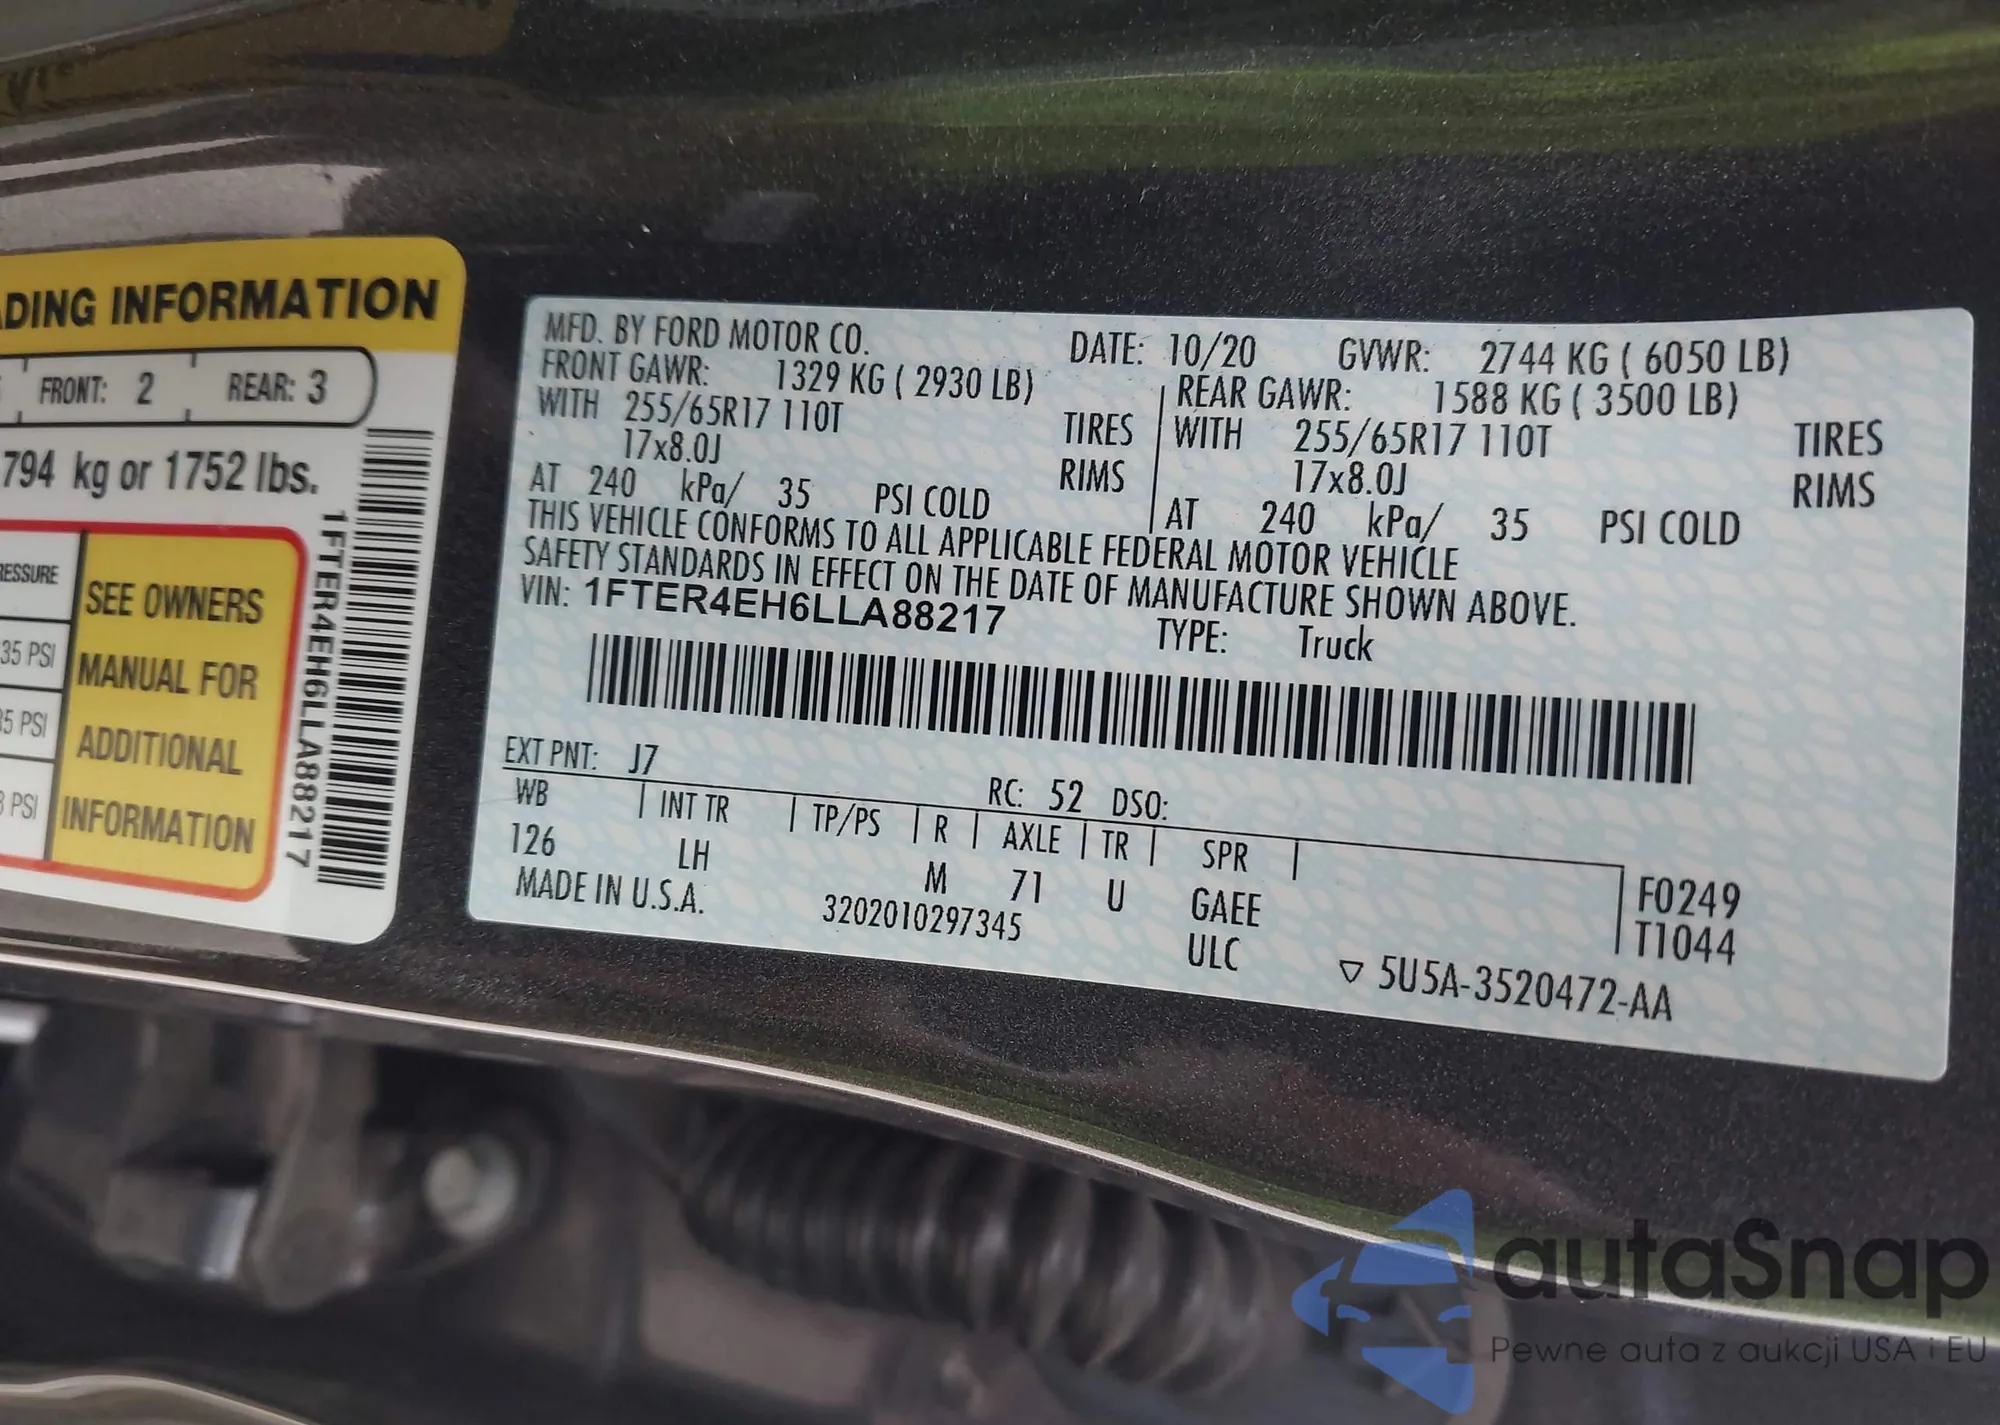 DING INFORMATION
FRONT: 2 REAR: 3
794 kg or 1752 lbs.
RESSURE
35 PSI
35 PSI
PSI
SEE OWNERS
MANUAL FOR
ADDITIONAL
INFORMATION
1FTER4EH6LLA88217
MFD. BY FORD MOTOR CO. DATE: 10/20 GVWR: 2744 KG ( 6050 LB)
FRONT GAWR: 1329 KG ( 2930 LB) REAR GAWR: 1588 KG ( 3500 LB)
WITH 255/65R17 110T TIRES WITH 255/65R17 110T TIRES
17x8.0J RIMS 17x8.0J RIMS
AT 240 kPa/ 35 PSI COLD AT 240 kPa/ 35 PSI COLD
THIS VEHICLE CONFORMS TO ALL APPLICABLE FEDERAL MOTOR VEHICLE
SAFETY STANDARDS IN EFFECT ON THE DATE OF MANUFACTURE SHOWN ABOVE.
VIN: 1FTER4EH6LLA88217 TYPE: Truck
EXT PNT: J7 RC: 52 DSO:
WB INT TR TP/PS R AXLE TR SPR
126 LH M 71 U GAEE F0249
MADE IN U.S.A. 3202010297345 ULC T1044
▽ 5U5A-3520472-AA
autaSnap
Pewne auta z aukcji USA i EU